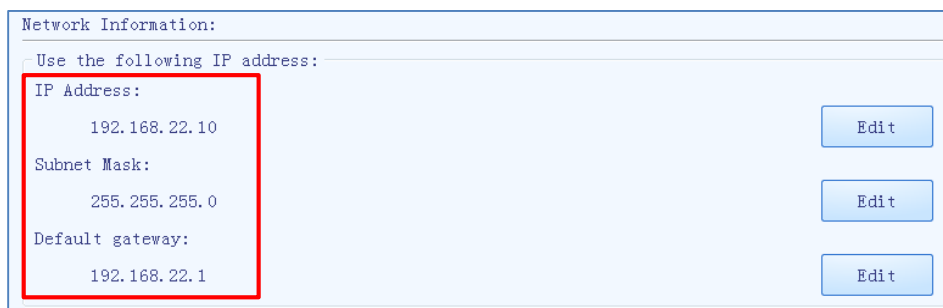 Network Information:
Use the following IP address:
IP Address:
192.168.22.10
Edit
Subnet Mask:
255.255.255.0
Edit
Default gateway:
192.168.22.1
Edit